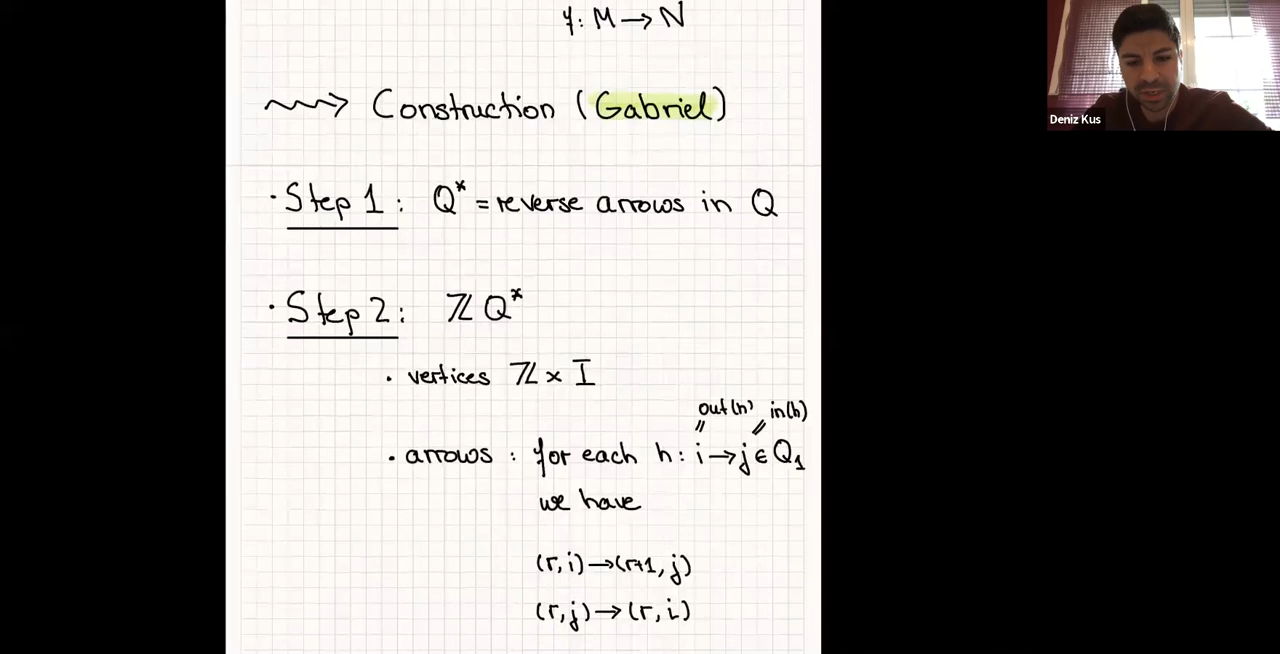 f: M → N
⇝ Construction (Gabriel)
· Step 1: Q* = reverse arrows in Q
· Step 2: ℤQ*
· vertices ℤ × I
out(h) in(h)
· arrows : for each h: i → j ∈ Q₁
we have
(r, i) → (r+1, j)
(r, j) → (r, i)
Deniz Kus